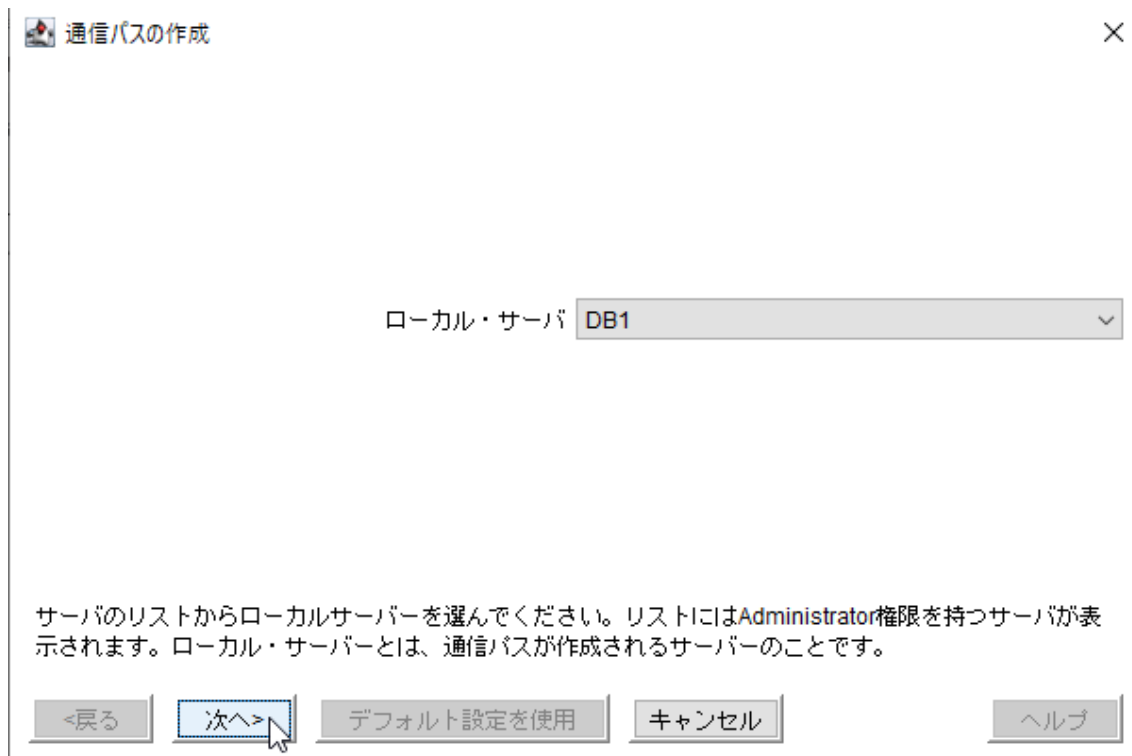 通信パスの作成
ローカル・サーバ DB1
サーバのリストからローカルサーバーを選んでください。リストにはAdministrator権限を持つサーバが表
示されます。ローカル・サーバーとは、通信パスが作成されるサーバーのことです。
<戻る 次へ> デフォルト設定を使用 キャンセル ヘルプ